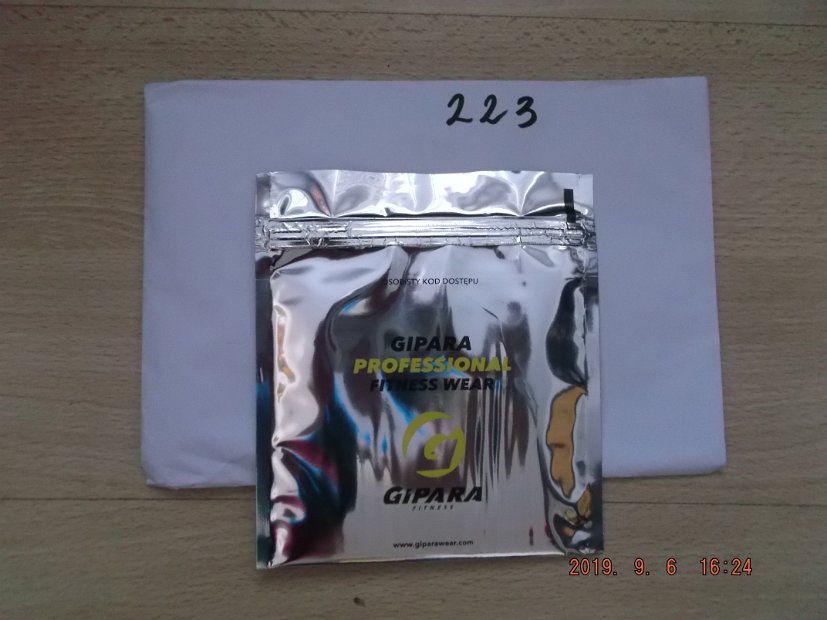 223
OSOBISTY KOD DOSTĘPU
GIPARA
PROFESSIONAL
FITNESS WEAR
GIPARA
FITNESS
www.giparawear.com
2019. 9. 6 16:24